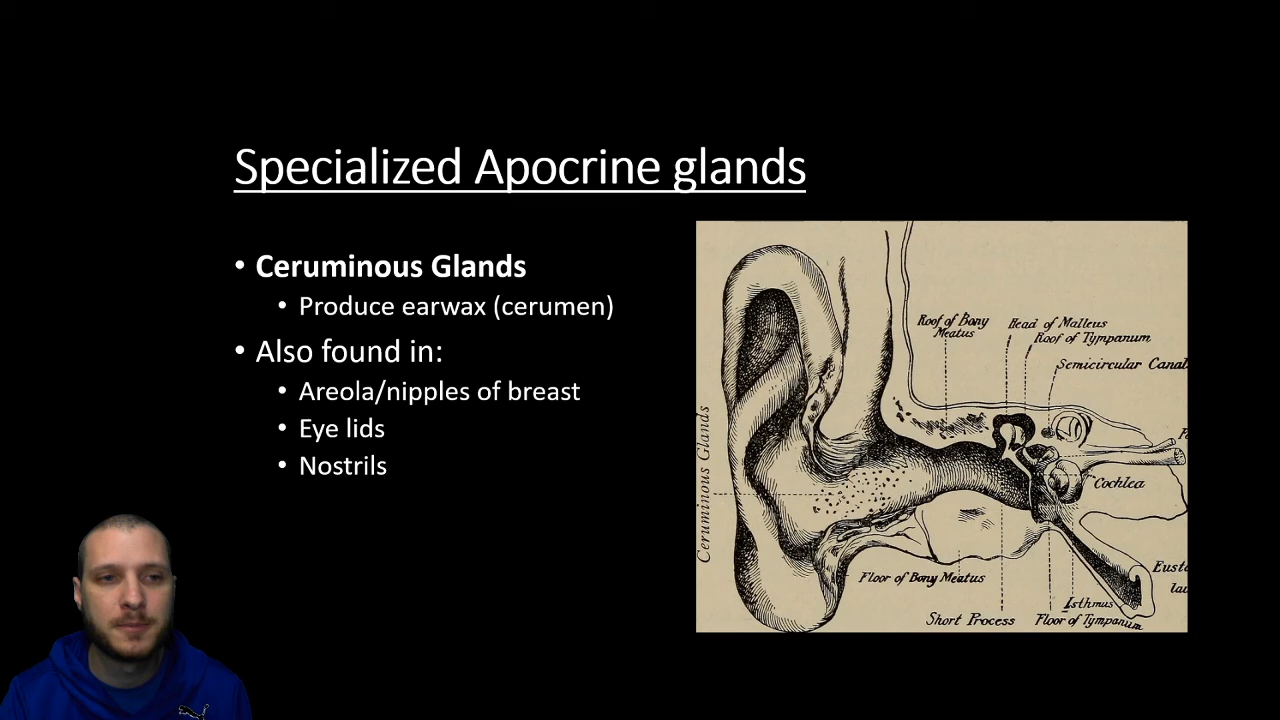 Specialized Apocrine glands
• Ceruminous Glands
• Produce earwax (cerumen)
• Also found in:
• Areola/nipples of breast
• Eye lids
• Nostrils
Roof of Bony
Meatus
Head of Malleus
Roof of Tympanum
Semicircular Canal
Ceruminous Glands
Cochlea
Floor of Bony Meatus
Short Process
Isthmus
Floor of Tympanum